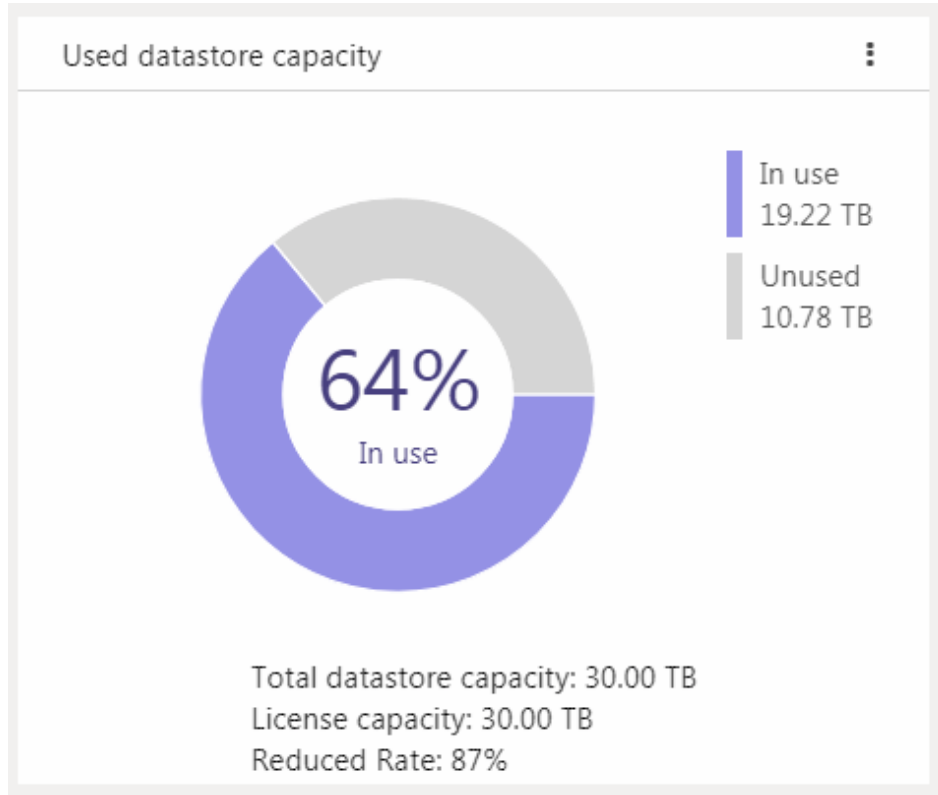 Used datastore capacity
In use
19.22 TB
Unused
10.78 TB
64%
In use
Total datastore capacity: 30.00 TB
License capacity: 30.00 TB
Reduced Rate: 87%